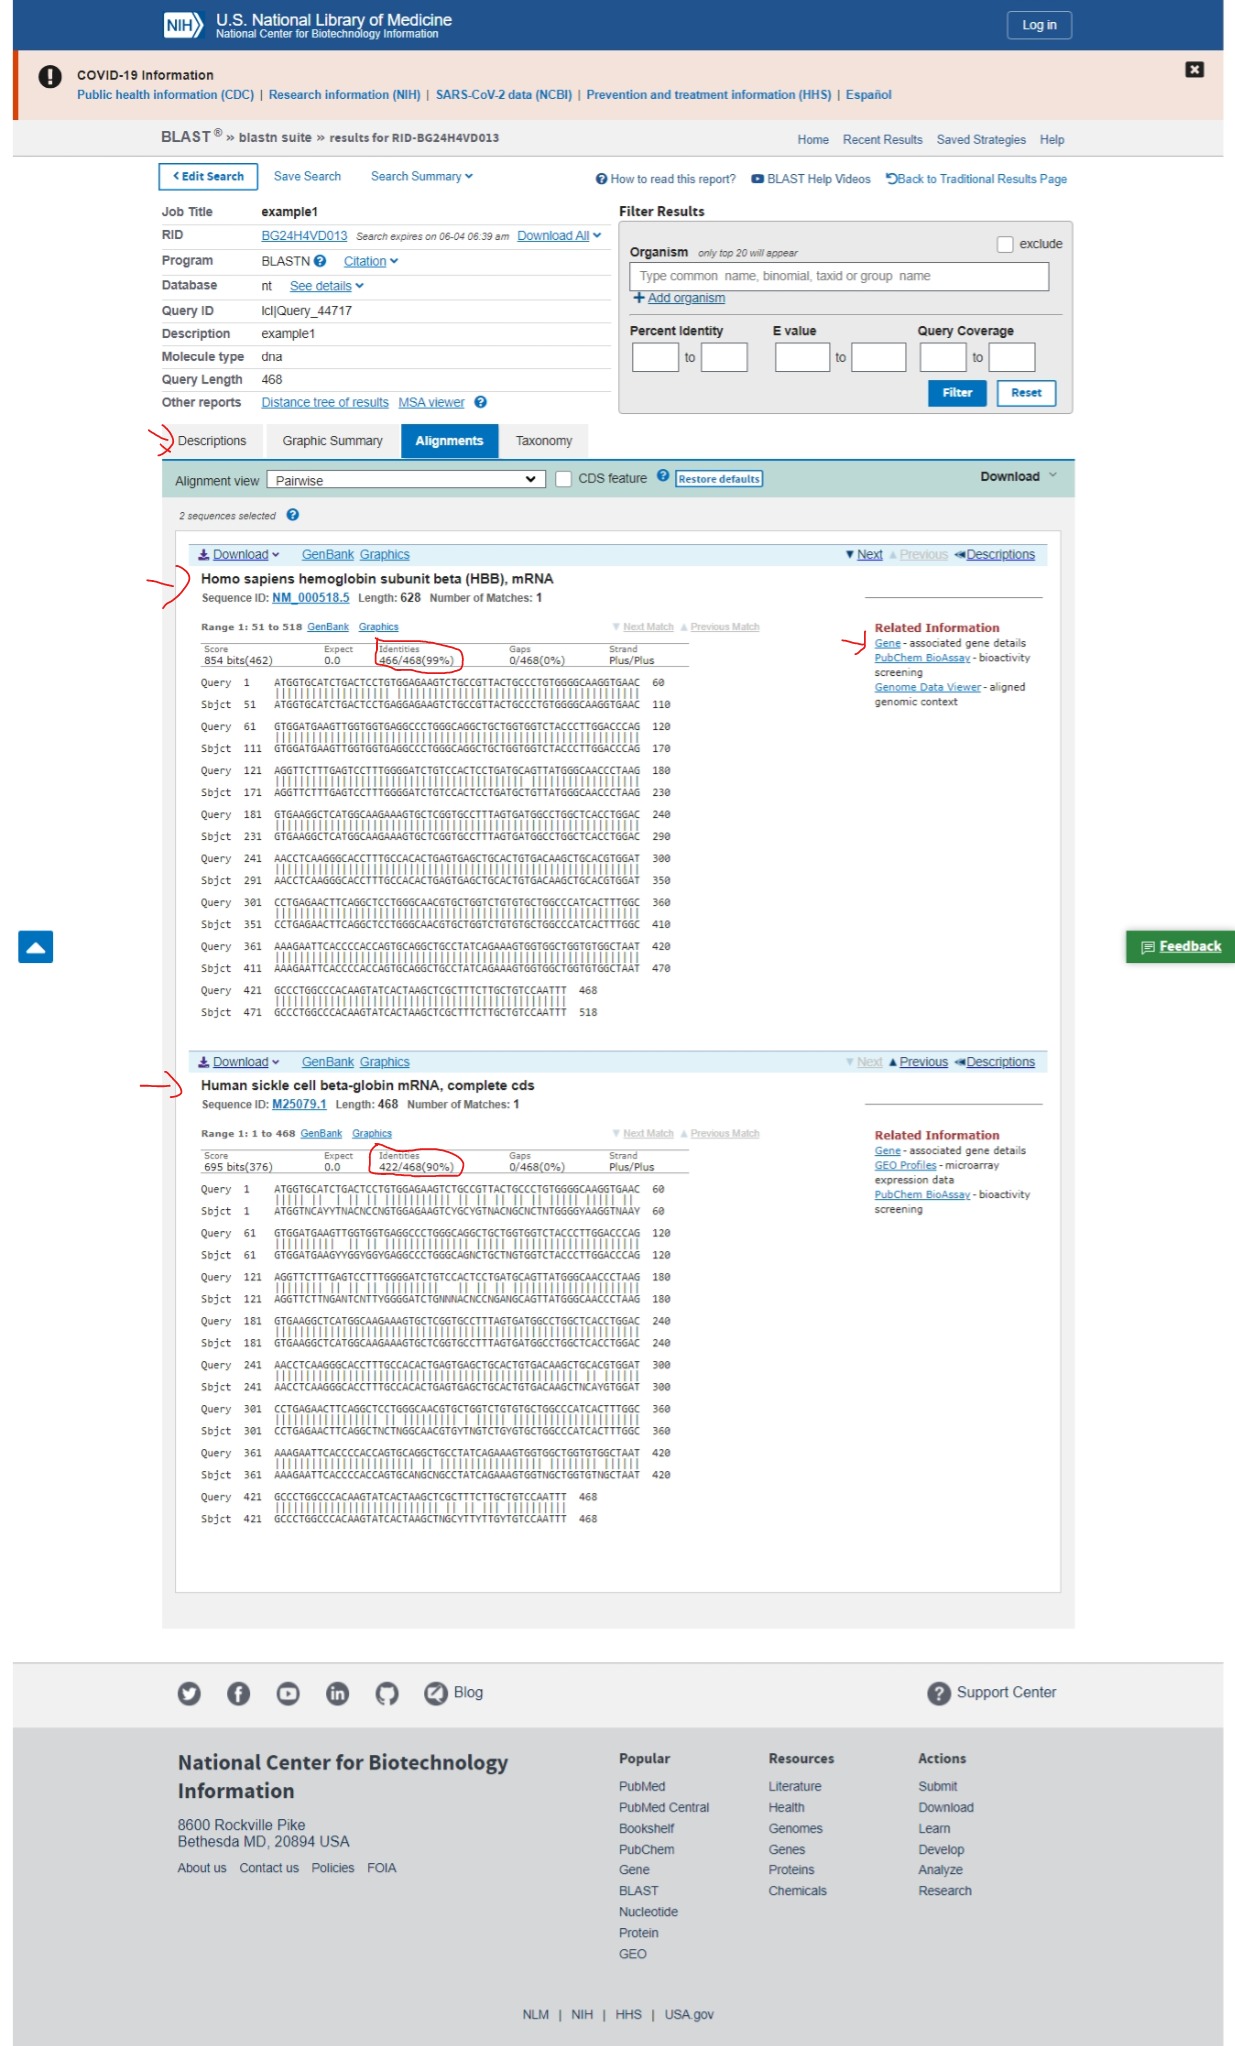 NIH U.S. National Library of Medicine
National Center for Biotechnology Information
Log in
COVID-19 Information
Public health information (CDC) | Research information (NIH) | SARS-CoV-2 data (NCBI) | Prevention and treatment information (HHS) | Español
BLAST ® » blastn suite » results for RID-BG24H4VD013
Home Recent Results Saved Strategies Help
< Edit Search Save Search Search Summary
How to read this report? BLAST Help Videos Back to Traditional Results Page
Job Title example1
RID BG24H4VD013 Search expires on 06-04 06:39 am Download All
Program BLASTN Citation
Database nt See details
Query ID lcl|Query_44717
Description example1
Molecule type dna
Query Length 468
Other reports Distance tree of results MSA viewer
Filter Results
Organism only top 20 will appear exclude
Type common name, binomial, taxid or group name
+ Add organism
Percent Identity E value Query Coverage
to to to
Filter Reset
Descriptions Graphic Summary Alignments Taxonomy
Alignment view Pairwise CDS feature Restore defaults Download
2 sequences selected
Download GenBank Graphics Next Previous Descriptions
Homo sapiens hemoglobin subunit beta (HBB), mRNA
Sequence ID: NM_000518.5 Length: 628 Number of Matches: 1
Range 1: 51 to 518 GenBank Graphics Next Match Previous Match
Score Expect Identities Gaps Strand
854 bits(462) 0.0 466/468(99%) 0/468(0%) Plus/Plus
Query 1 ATGGTGCATCTGACTCCTGTGGAGAAGTCTGCCGTTACTGCCCTGTGGGGCAAGGTGAAC 60
Sbjct 51 ATGGTGCATCTGACTCCTGAGGAGAAGTCTGCCGTTACTGCCCTGTGGGGCAAGGTGAAC 110
Query 61 GTGGATGAAGTTGGTGGTGAGGCCCTGGGCAGGCTGCTGGTGGTCTACCCTTGGACCCAG 120
Sbjct 111 GTGGATGAAGTTGGTGGTGAGGCCCTGGGCAGGCTGCTGGTGGTCTACCCTTGGACCCAG 170
Query 121 AGGTTCTTTGAGTCCTTTGGGGATCTGTCCACTCCTGATGCAGTTATGGGCAACCCTAAG 180
Sbjct 171 AGGTTCTTTGAGTCCTTTGGGGATCTGTCCACTCCTGATGCTGTTATGGGCAACCCTAAG 230
Query 181 GTGAAGGCTCATGGCAAGAAAGTGCTCGGTGCCTTTAGTGATGGCCTGGCTCACCTGGAC 240
Sbjct 231 GTGAAGGCTCATGGCAAGAAAGTGCTCGGTGCCTTTAGTGATGGCCTGGCTCACCTGGAC 290
Query 241 AACCTCAAGGGCACCTTTGCCACACTGAGTGAGCTGCACTGTGACAAGCTGCACGTGGAT 300
Sbjct 291 AACCTCAAGGGCACCTTTGCCACACTGAGTGAGCTGCACTGTGACAAGCTGCACGTGGAT 350
Query 301 CCTGAGAACTTCAGGCTCCTGGGCAACGTGCTGGTCTGTGTGCTGGCCCATCACTTTGGC 360
Sbjct 351 CCTGAGAACTTCAGGCTCCTGGGCAACGTGCTGGTCTGTGTGCTGGCCCATCACTTTGGC 410
Query 361 AAAGAATTCACCCCACCAGTGCAGGCTGCCTATCAGAAAGTGGTGGCTGGTGTGGCTAAT 420
Sbjct 411 AAAGAATTCACCCCACCAGTGCAGGCTGCCTATCAGAAAGTGGTGGCTGGTGTGGCTAAT 470
Query 421 GCCCTGGCCCACAAGTATCACTAAGCTCGCTTTCTTGCTGTCCAATTT 468
Sbjct 471 GCCCTGGCCCACAAGTATCACTAAGCTCGCTTTCTTGCTGTCCAATTT 518
Related Information
Gene - associated gene details
PubChem BioAssay - bioactivity
screening
Genome Data Viewer - aligned
genomic context
Download GenBank Graphics Next Previous Descriptions
Human sickle cell beta-globin mRNA, complete cds
Sequence ID: M25079.1 Length: 468 Number of Matches: 1
Range 1: 1 to 468 GenBank Graphics Next Match Previous Match
Score Expect Identities Gaps Strand
695 bits(376) 0.0 422/468(90%) 0/468(0%) Plus/Plus
Query 1 ATGGTGCATCTGACTCCTGTGGAGAAGTCTGCCGTTACTGCCCTGTGGGGCAAGGTGAAC 60
Sbjct 1 ATGGTNCAYYTNACNCCNGTGGAGAAGTCYGCYGTNACNGCNCTNTGGGGYAAGGTNAAY 60
Query 61 GTGGATGAAGTTGGTGGTGAGGCCCTGGGCAGGCTGCTGGTGGTCTACCCTTGGACCCAG 120
Sbjct 61 GTGGATGAAGYYGGYGGYGAGGCCCTGGGCAGNCTGCTNGTGGTCTACCCTTGGACCCAG 120
Query 121 AGGTTCTTTGAGTCCTTTGGGGATCTGTCCACTCCTGATGCAGTTATGGGCAACCCTAAG 180
Sbjct 121 AGGTTCTTNGANTCNTTYGGGGATCTGNNNACNCCNGANGCAGTTATGGGCAACCCTAAG 180
Query 181 GTGAAGGCTCATGGCAAGAAAGTGCTCGGTGCCTTTAGTGATGGCCTGGCTCACCTGGAC 240
Sbjct 181 GTGAAGGCTCATGGCAAGAAAGTGCTCGGTGCCTTTAGTGATGGCCTGGCTCACCTGGAC 240
Query 241 AACCTCAAGGGCACCTTTGCCACACTGAGTGAGCTGCACTGTGACAAGCTGCACGTGGAT 300
Sbjct 241 AACCTCAAGGGCACCTTTGCCACACTGAGTGAGCTGCACTGTGACAAGCTNCAYGTGGAT 300
Query 301 CCTGAGAACTTCAGGCTCCTGGGCAACGTGCTGGTCTGTGTGCTGGCCCATCACTTTGGC 360
Sbjct 301 CCTGAGAACTTCAGGCTNCTNGGCAACGTGYTNGTCTGYGTGCTGGCCCATCACTTTGGC 360
Query 361 AAAGAATTCACCCCACCAGTGCAGGCTGCCTATCAGAAAGTGGTGGCTGGTGTGGCTAAT 420
Sbjct 361 AAAGAATTCACCCCACCAGTGCANGCNGCCTATCAGAAAGTGGTNGCTGGTGTNGCTAAT 420
Query 421 GCCCTGGCCCACAAGTATCACTAAGCTCGCTTTCTTGCTGTCCAATTT 468
Sbjct 421 GCCCTGGCCCACAAGTATCACTAAGCTNGCYTTYTTGYTGTCCAATTT 468
Related Information
Gene - associated gene details
GEO Profiles - microarray
expression data
PubChem BioAssay - bioactivity
screening
Feedback
Blog
Support Center
National Center for Biotechnology
Information
8600 Rockville Pike
Bethesda MD, 20894 USA
About us Contact us Policies FOIA
Popular
PubMed
PubMed Central
Bookshelf
PubChem
Gene
BLAST
Nucleotide
Protein
GEO
Resources
Literature
Health
Genomes
Genes
Proteins
Chemicals
Actions
Submit
Download
Learn
Develop
Analyze
Research
NLM | NIH | HHS | USA.gov